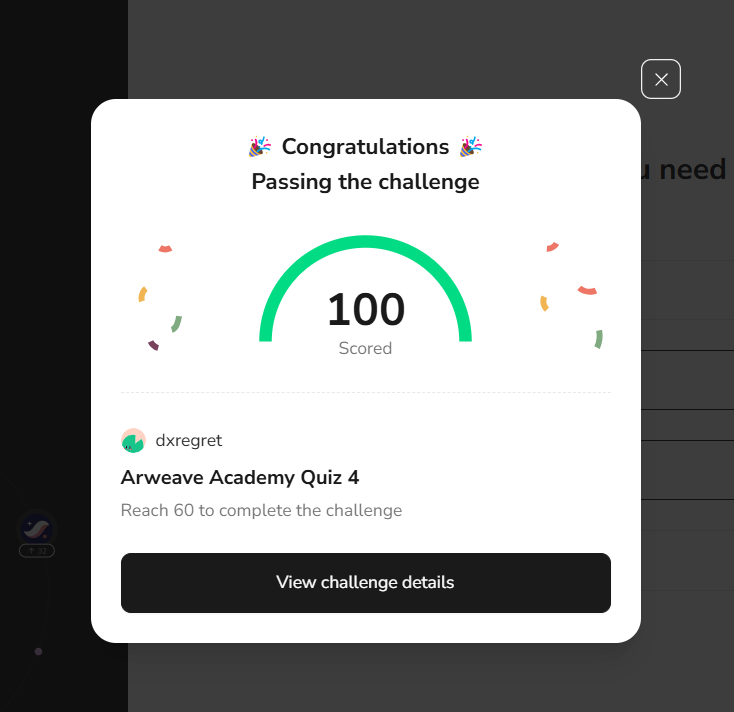 🎉 Congratulations 🎉
Passing the challenge
u need
100
Scored
dxregret
Arweave Academy Quiz 4
Reach 60 to complete the challenge
33
View challenge details